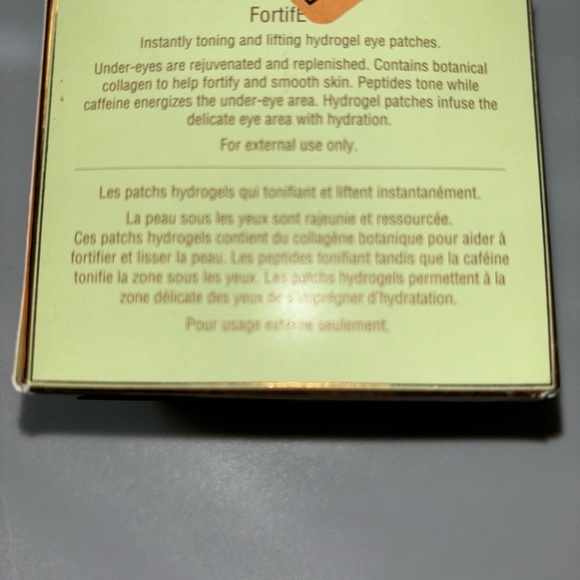 FortifE
Instantly toning and lifting hydrogel eye patches.
Under-eyes are rejuvenated and replenished. Contains botanical
collagen to help fortify and smooth skin. Peptides tone while
caffeine energizes the under-eye area. Hydrogel patches infuse the
delicate eye area with hydration.
For external use only.
Les patchs hydrogels qui tonifiant et liftent instantanément.
La peau sous les yeux sont rajeunie et ressourcée.
Ces patchs hydrogels contient du collagène botanique pour aider à
fortifier et lisser la peau. Les peptides tonifiant tandis que la caféine
tonifie la zone sous les yeux. Les patchs hydrogels permettent à la
zone délicate des yeux de s'imprégner d'hydratation.
Pour usage externe seulement.